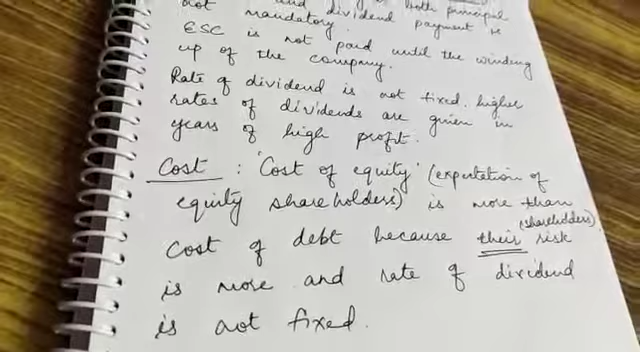 both principal
not and dividend payment is
mandatory.
ESC is not paid until the winding
up of the company.
Rate of dividend is not fixed. higher
rates of dividends are given in
years of high profit.
Cost : 'Cost of equity' (expectation of
equity shareholders) is more than
(shareholders)
cost of debt because their risk
is more and rate of dividend
is not fixed.